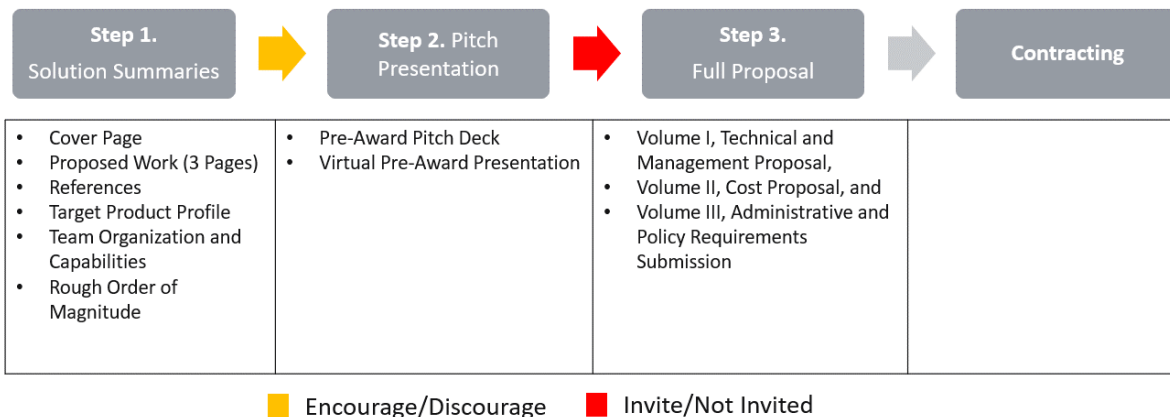 Step 1.
Solution Summaries
Step 2. Pitch
Presentation
Step 3.
Full Proposal
Contracting
• Cover Page
• Proposed Work (3 Pages)
• References
• Target Product Profile
• Team Organization and
Capabilities
• Rough Order of
Magnitude
• Pre-Award Pitch Deck
• Virtual Pre-Award Presentation
• Volume I, Technical and
Management Proposal,
• Volume II, Cost Proposal, and
• Volume III, Administrative and
Policy Requirements
Submission
Encourage/Discourage
Invite/Not Invited